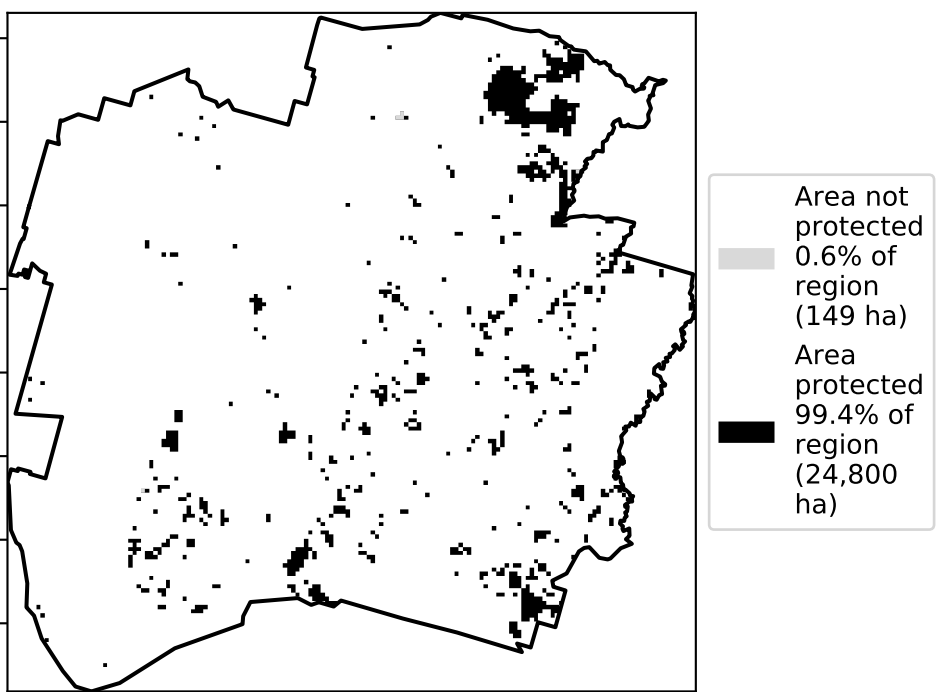 Area not
protected
0.6% of
region
(149 ha)
Area
protected
99.4% of
region
(24,800
ha)